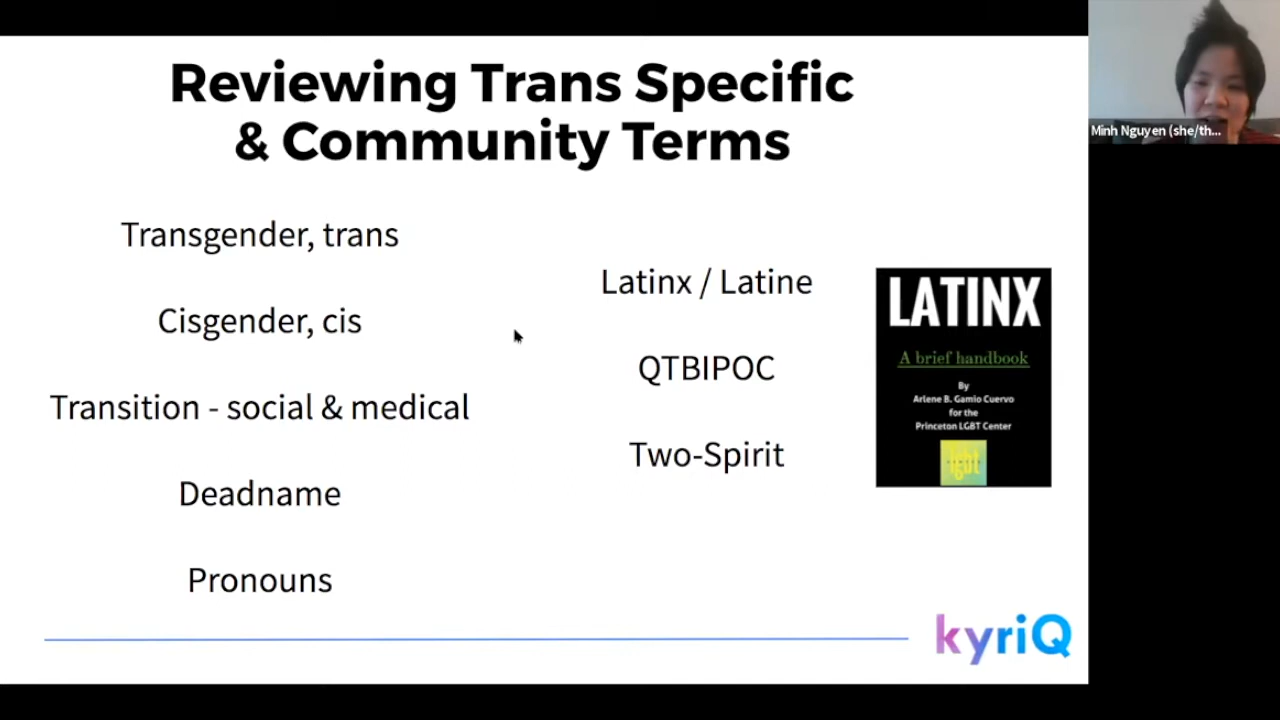 Reviewing Trans Specific
& Community Terms
Transgender, trans
Cisgender, cis
Transition - social & medical
Deadname
Pronouns
Latinx / Latine
QTBIPOC
Two-Spirit
LATINX
A brief handbook
By
Arlene B. Gamio Cuervo
for the
Princeton LGBT Center
lgbt
kyriQ
Minh Nguyen (she/th...